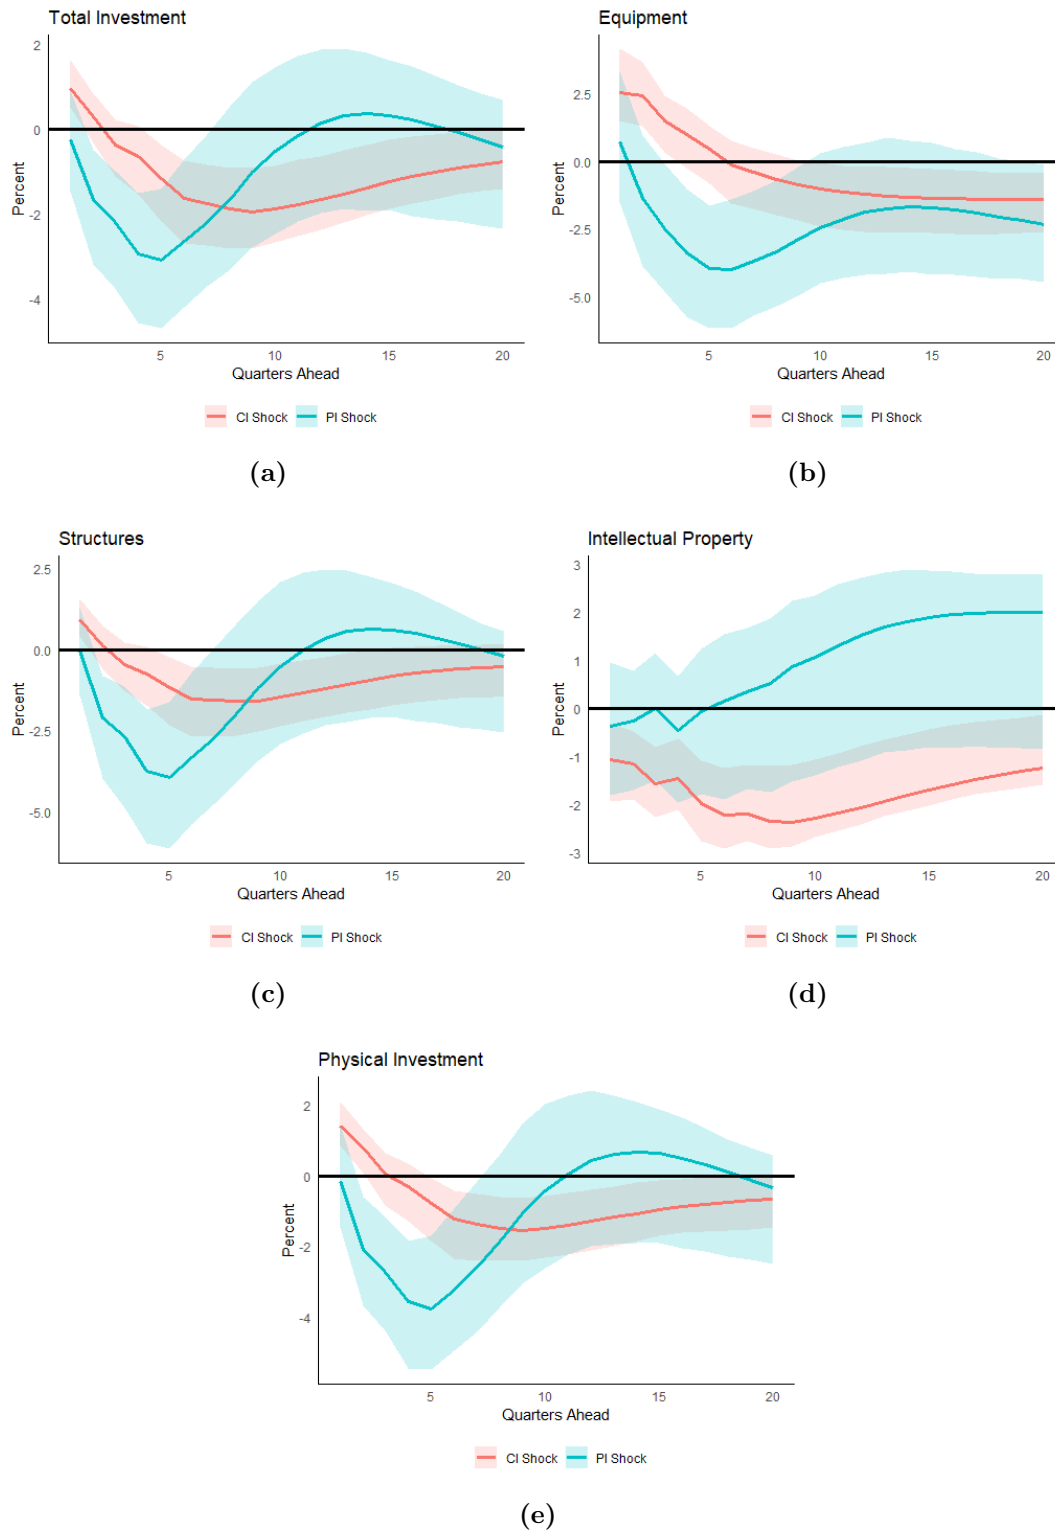 Total Investment
2
0
-2
-4
Percent
5
10
15
20
Quarters Ahead
CI Shock
PI Shock
(a)
Equipment
2.5
0.0
-2.5
-5.0
Percent
5
10
15
20
Quarters Ahead
CI Shock
PI Shock
(b)
Structures
2.5
0.0
-2.5
-5.0
Percent
5
10
15
20
Quarters Ahead
CI Shock
PI Shock
(c)
Intellectual Property
3
2
1
0
-1
-2
-3
Percent
5
10
15
20
Quarters Ahead
CI Shock
PI Shock
(d)
Physical Investment
2
0
-2
-4
Percent
5
10
15
20
Quarters Ahead
CI Shock
PI Shock
(e)